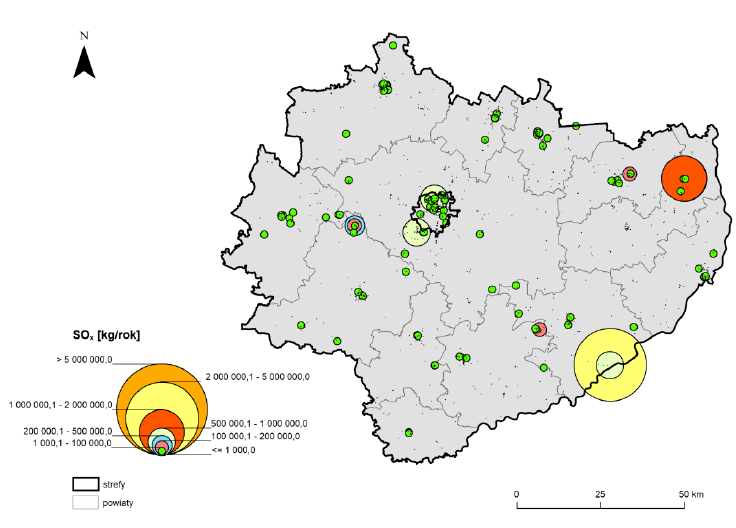 N
SOₓ [kg/rok]
> 5 000 000,0
2 000 000,1 - 5 000 000,0
1 000 000,1 - 2 000 000,0
500 000,1 - 1 000 000,0
200 000,1 - 500 000,0
100 000,1 - 200 000,0
1 000,1 - 100 000,0
<= 1 000,0
strefy
powiaty
0 25 50 km